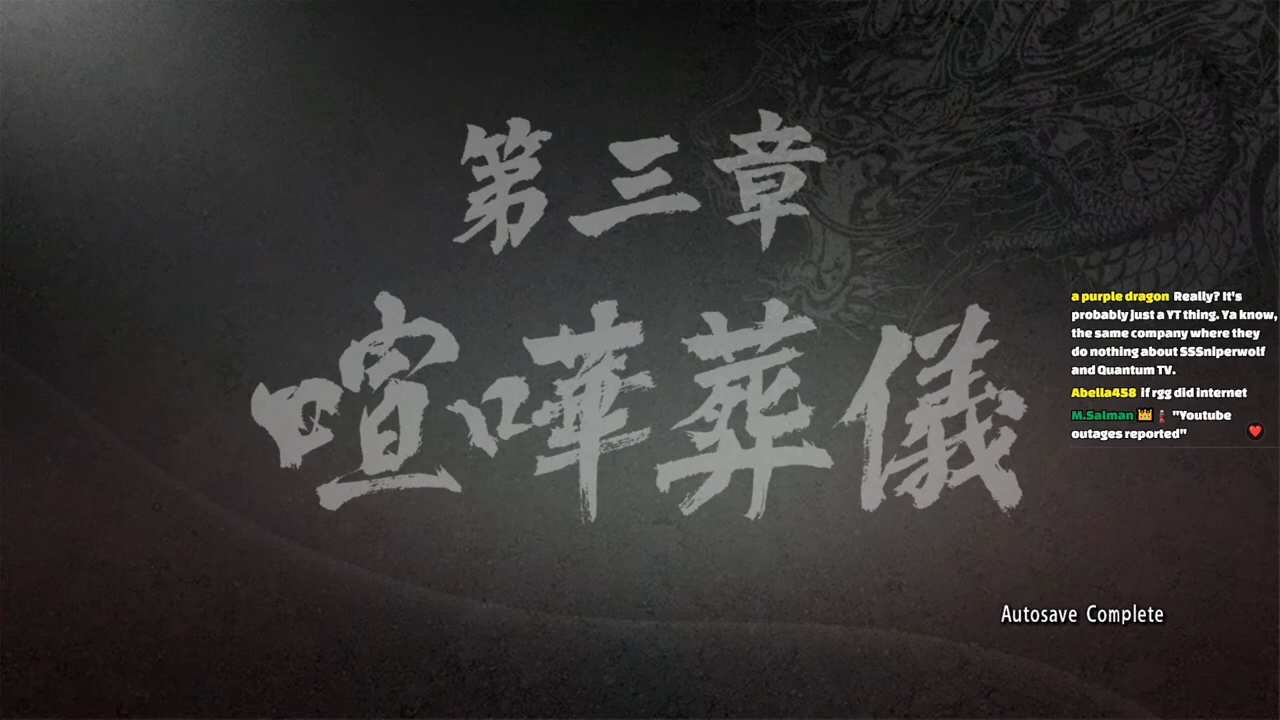 第三章
喧嘩葬儀
a purple dragon Really? It's
probably just a YT thing. Ya know,
the same company where they
do nothing about SSSniperwolf
and Quantum TV.
Abella458 if rgg did internet
M.Salman "Youtube
outages reported"
Autosave Complete